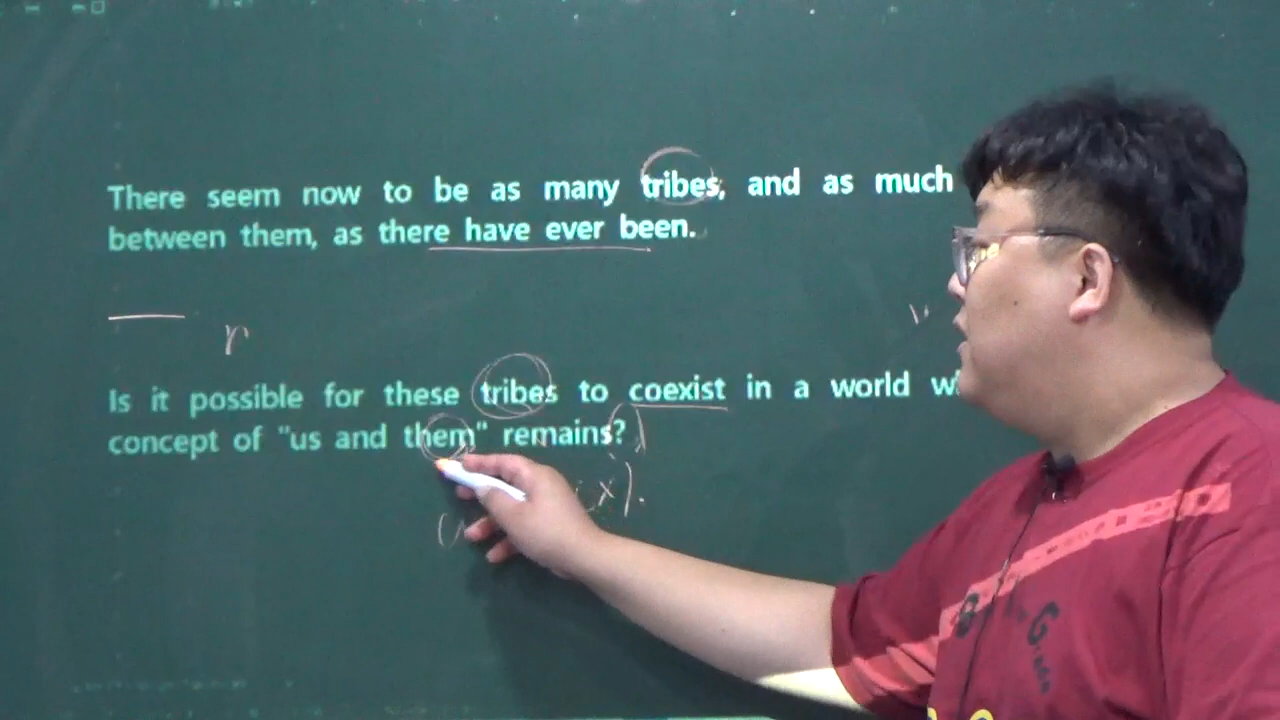 There seem now to be as many tribes, and as much
between them, as there have ever been.
r
Is it possible for these tribes to coexist in a world
concept of "us and them" remains?